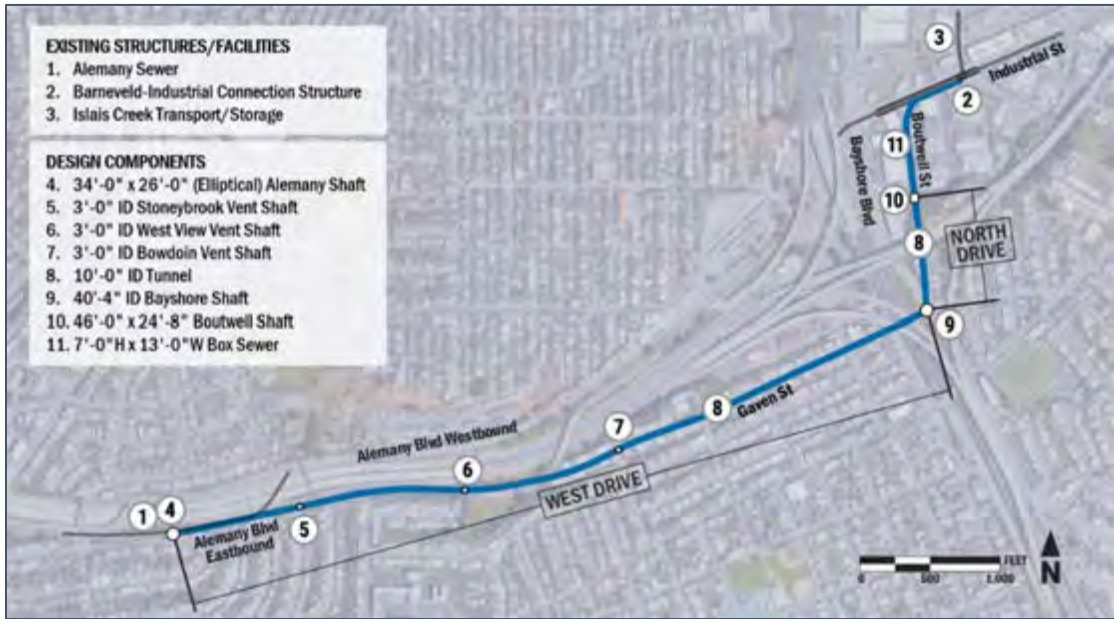 EXISTING STRUCTURES/FACILITIES
1. Alemany Sewer
2. Barneveld-Industrial Connection Structure
3. Islais Creek Transport/Storage
DESIGN COMPONENTS
4. 34'-0" x 26'-0" (Elliptical) Alemany Shaft
5. 3'-0" ID Stoneybrook Vent Shaft
6. 3'-0" ID West View Vent Shaft
7. 3'-0" ID Bowdoin Vent Shaft
8. 10'-0" ID Tunnel
9. 40'-4" ID Bayshore Shaft
10. 46'-0" x 24'-8" Boutwell Shaft
11. 7'-0"H x 13'-0"W Box Sewer
3
Industrial St
2
Boutwell St
11
Bayshore Blvd
10
8
NORTH
DRIVE
9
8
Gaven St
7
Alemany Blvd Westbound
6
WEST DRIVE
5
1
4
Alemany Blvd
Eastbound
FEET
0
500
1,000
N